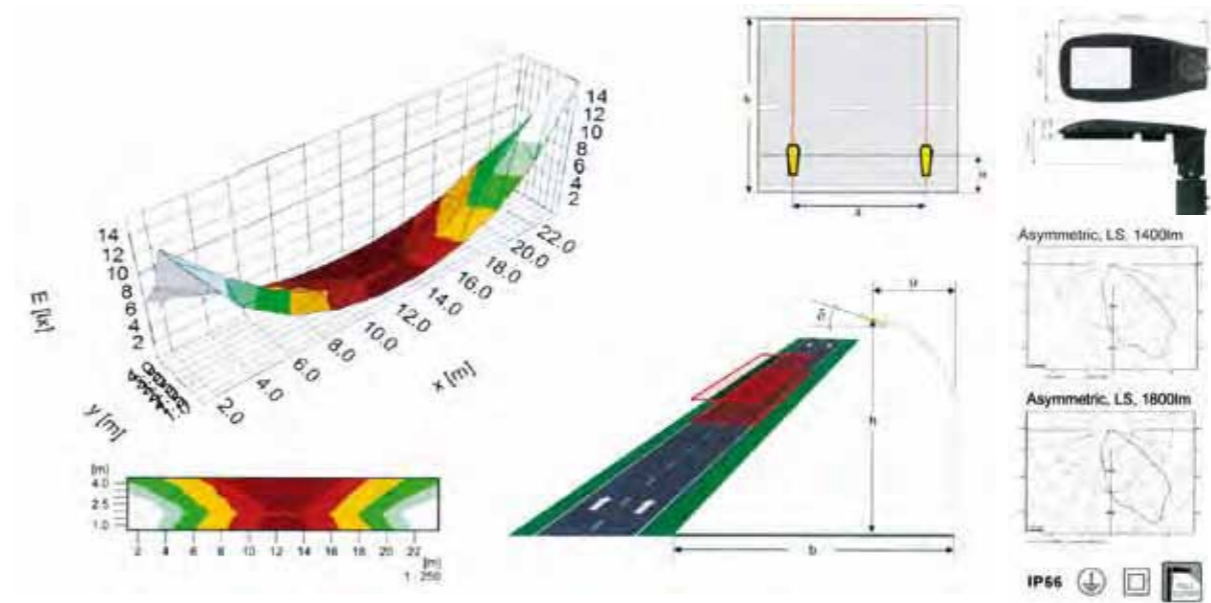 14
12
10
8
6
4
2
E [lx]
14
12
10
8
6
4
2
2.0
4.0
6.0
8.0
10.0
12.0
14.0
16.0
18.0
20.0
22.0
x [m]
y [m]
[m]
4.0
2.5
1.0
2 4 6 8 10 12 14 16 18 20 22
[m]
1 : 250
b
a
h
b
Asymmetric, LS, 1400lm
Asymmetric, LS, 1800lm
IP66